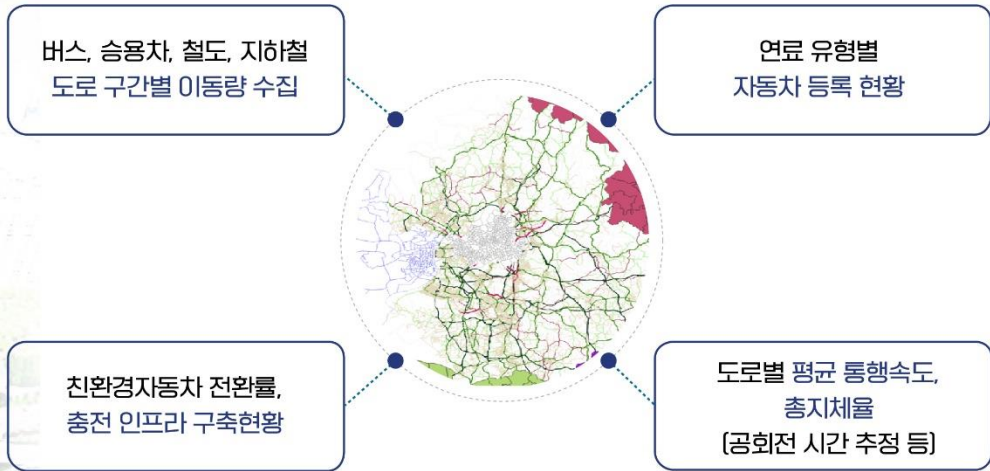 버스, 승용차, 철도, 지하철
도로 구간별 이동량 수집
연료 유형별
자동차 등록 현황
친환경자동차 전환률,
충전 인프라 구축현황
도로별 평균 통행속도,
총지체율
(공회전 시간 추정 등)